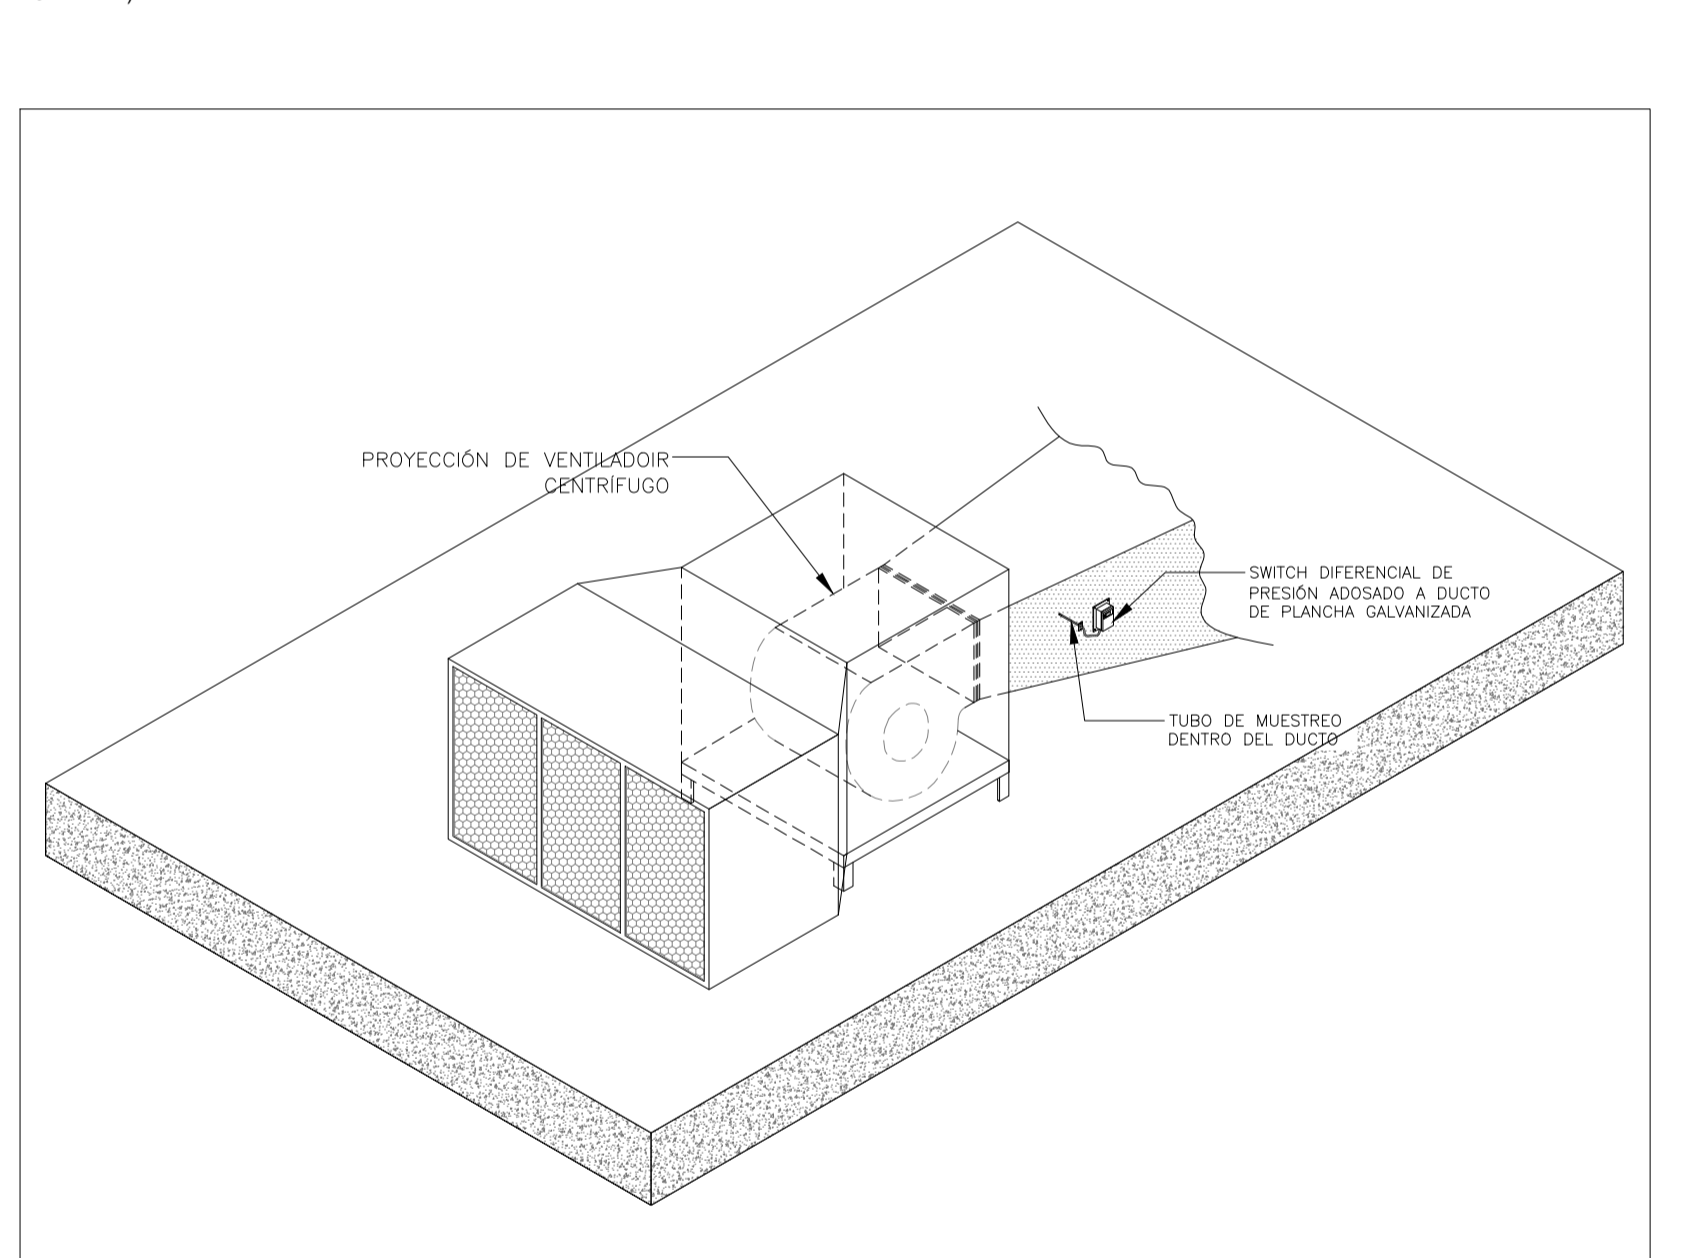 PROYECCIÓN DE VENTILADOIR
CENTRÍFUGO
SWITCH DIFERENCIAL DE
PRESIÓN ADOSADO A DUCTO
DE PLANCHA GALVANIZADA
TUBO DE MUESTREO
DENTRO DEL DUCTO